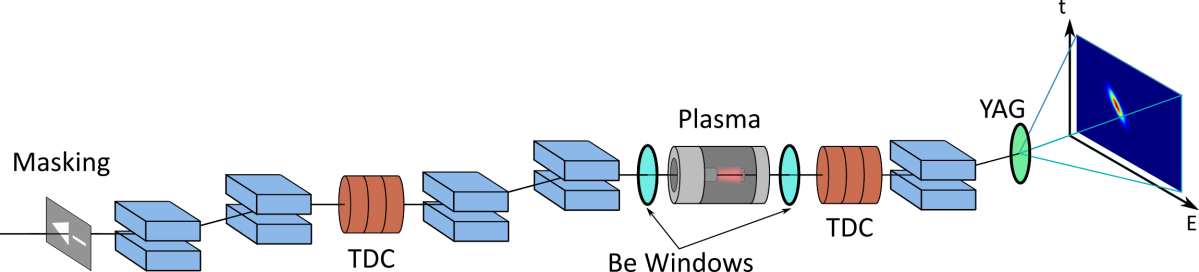 Masking
TDC
Plasma
Be Windows
TDC
YAG
t
E